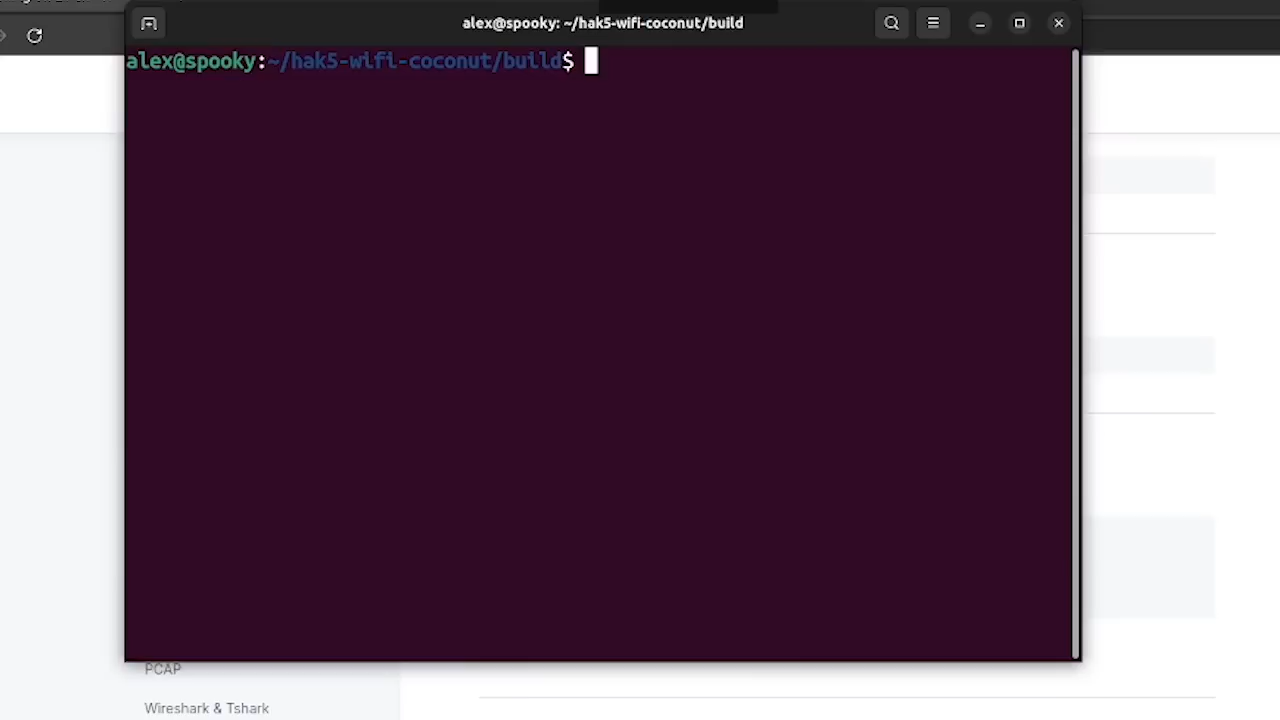 alex@spooky: ~/hak5-wifi-coconut/build
alex@spooky:~/hak5-wifi-coconut/build$
PCAP
Wireshark & Tshark